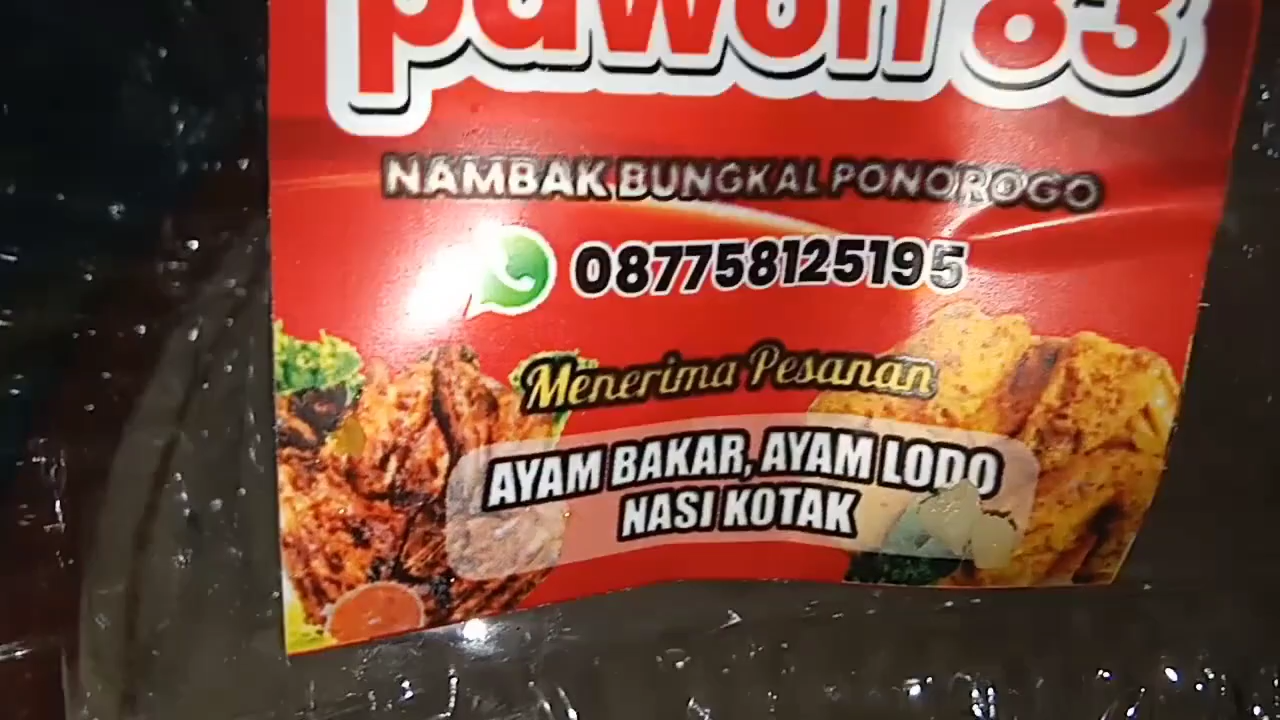 pawon 83
NAMBAK BUNGKAL PONOROGO
087758125195
Menerima Pesanan
AYAM BAKAR, AYAM LODO
NASI KOTAK